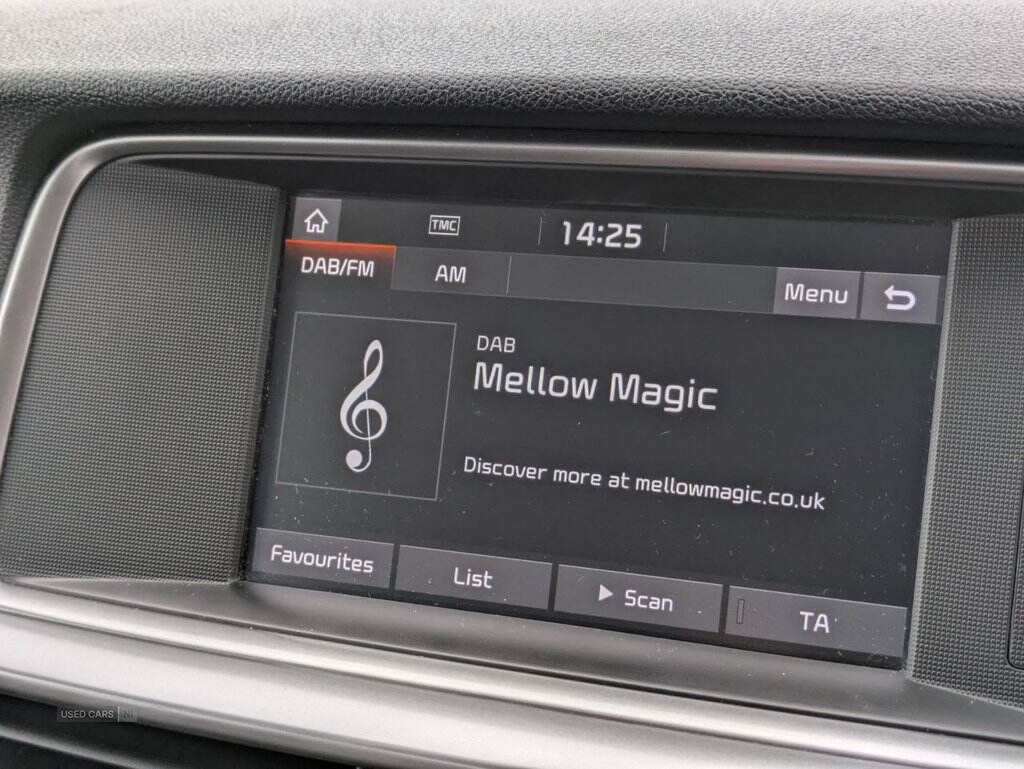 TMC
14:25
DAB/FM
AM
Menu
DAB
Mellow Magic
Discover more at mellowmagic.co.uk
Favourites
List
Scan
TA
USED CARS NI